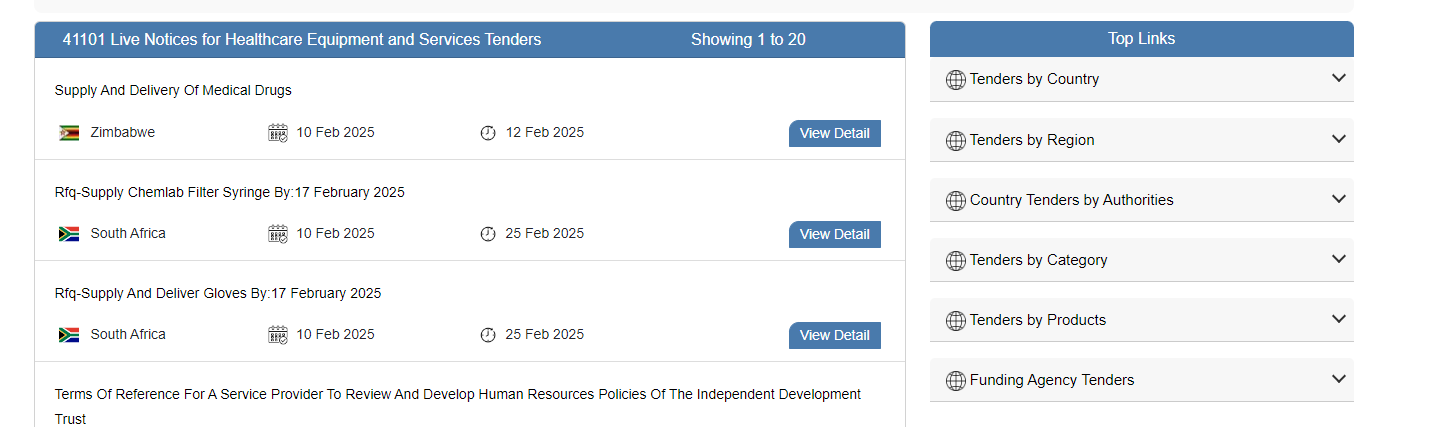 41101 Live Notices for Healthcare Equipment and Services Tenders Showing 1 to 20
Supply And Delivery Of Medical Drugs
Zimbabwe 10 Feb 2025 12 Feb 2025 View Detail
Rfq-Supply Chemlab Filter Syringe By:17 February 2025
South Africa 10 Feb 2025 25 Feb 2025 View Detail
Rfq-Supply And Deliver Gloves By:17 February 2025
South Africa 10 Feb 2025 25 Feb 2025 View Detail
Terms Of Reference For A Service Provider To Review And Develop Human Resources Policies Of The Independent Development
Trust
Top Links
Tenders by Country
Tenders by Region
Country Tenders by Authorities
Tenders by Category
Tenders by Products
Funding Agency Tenders